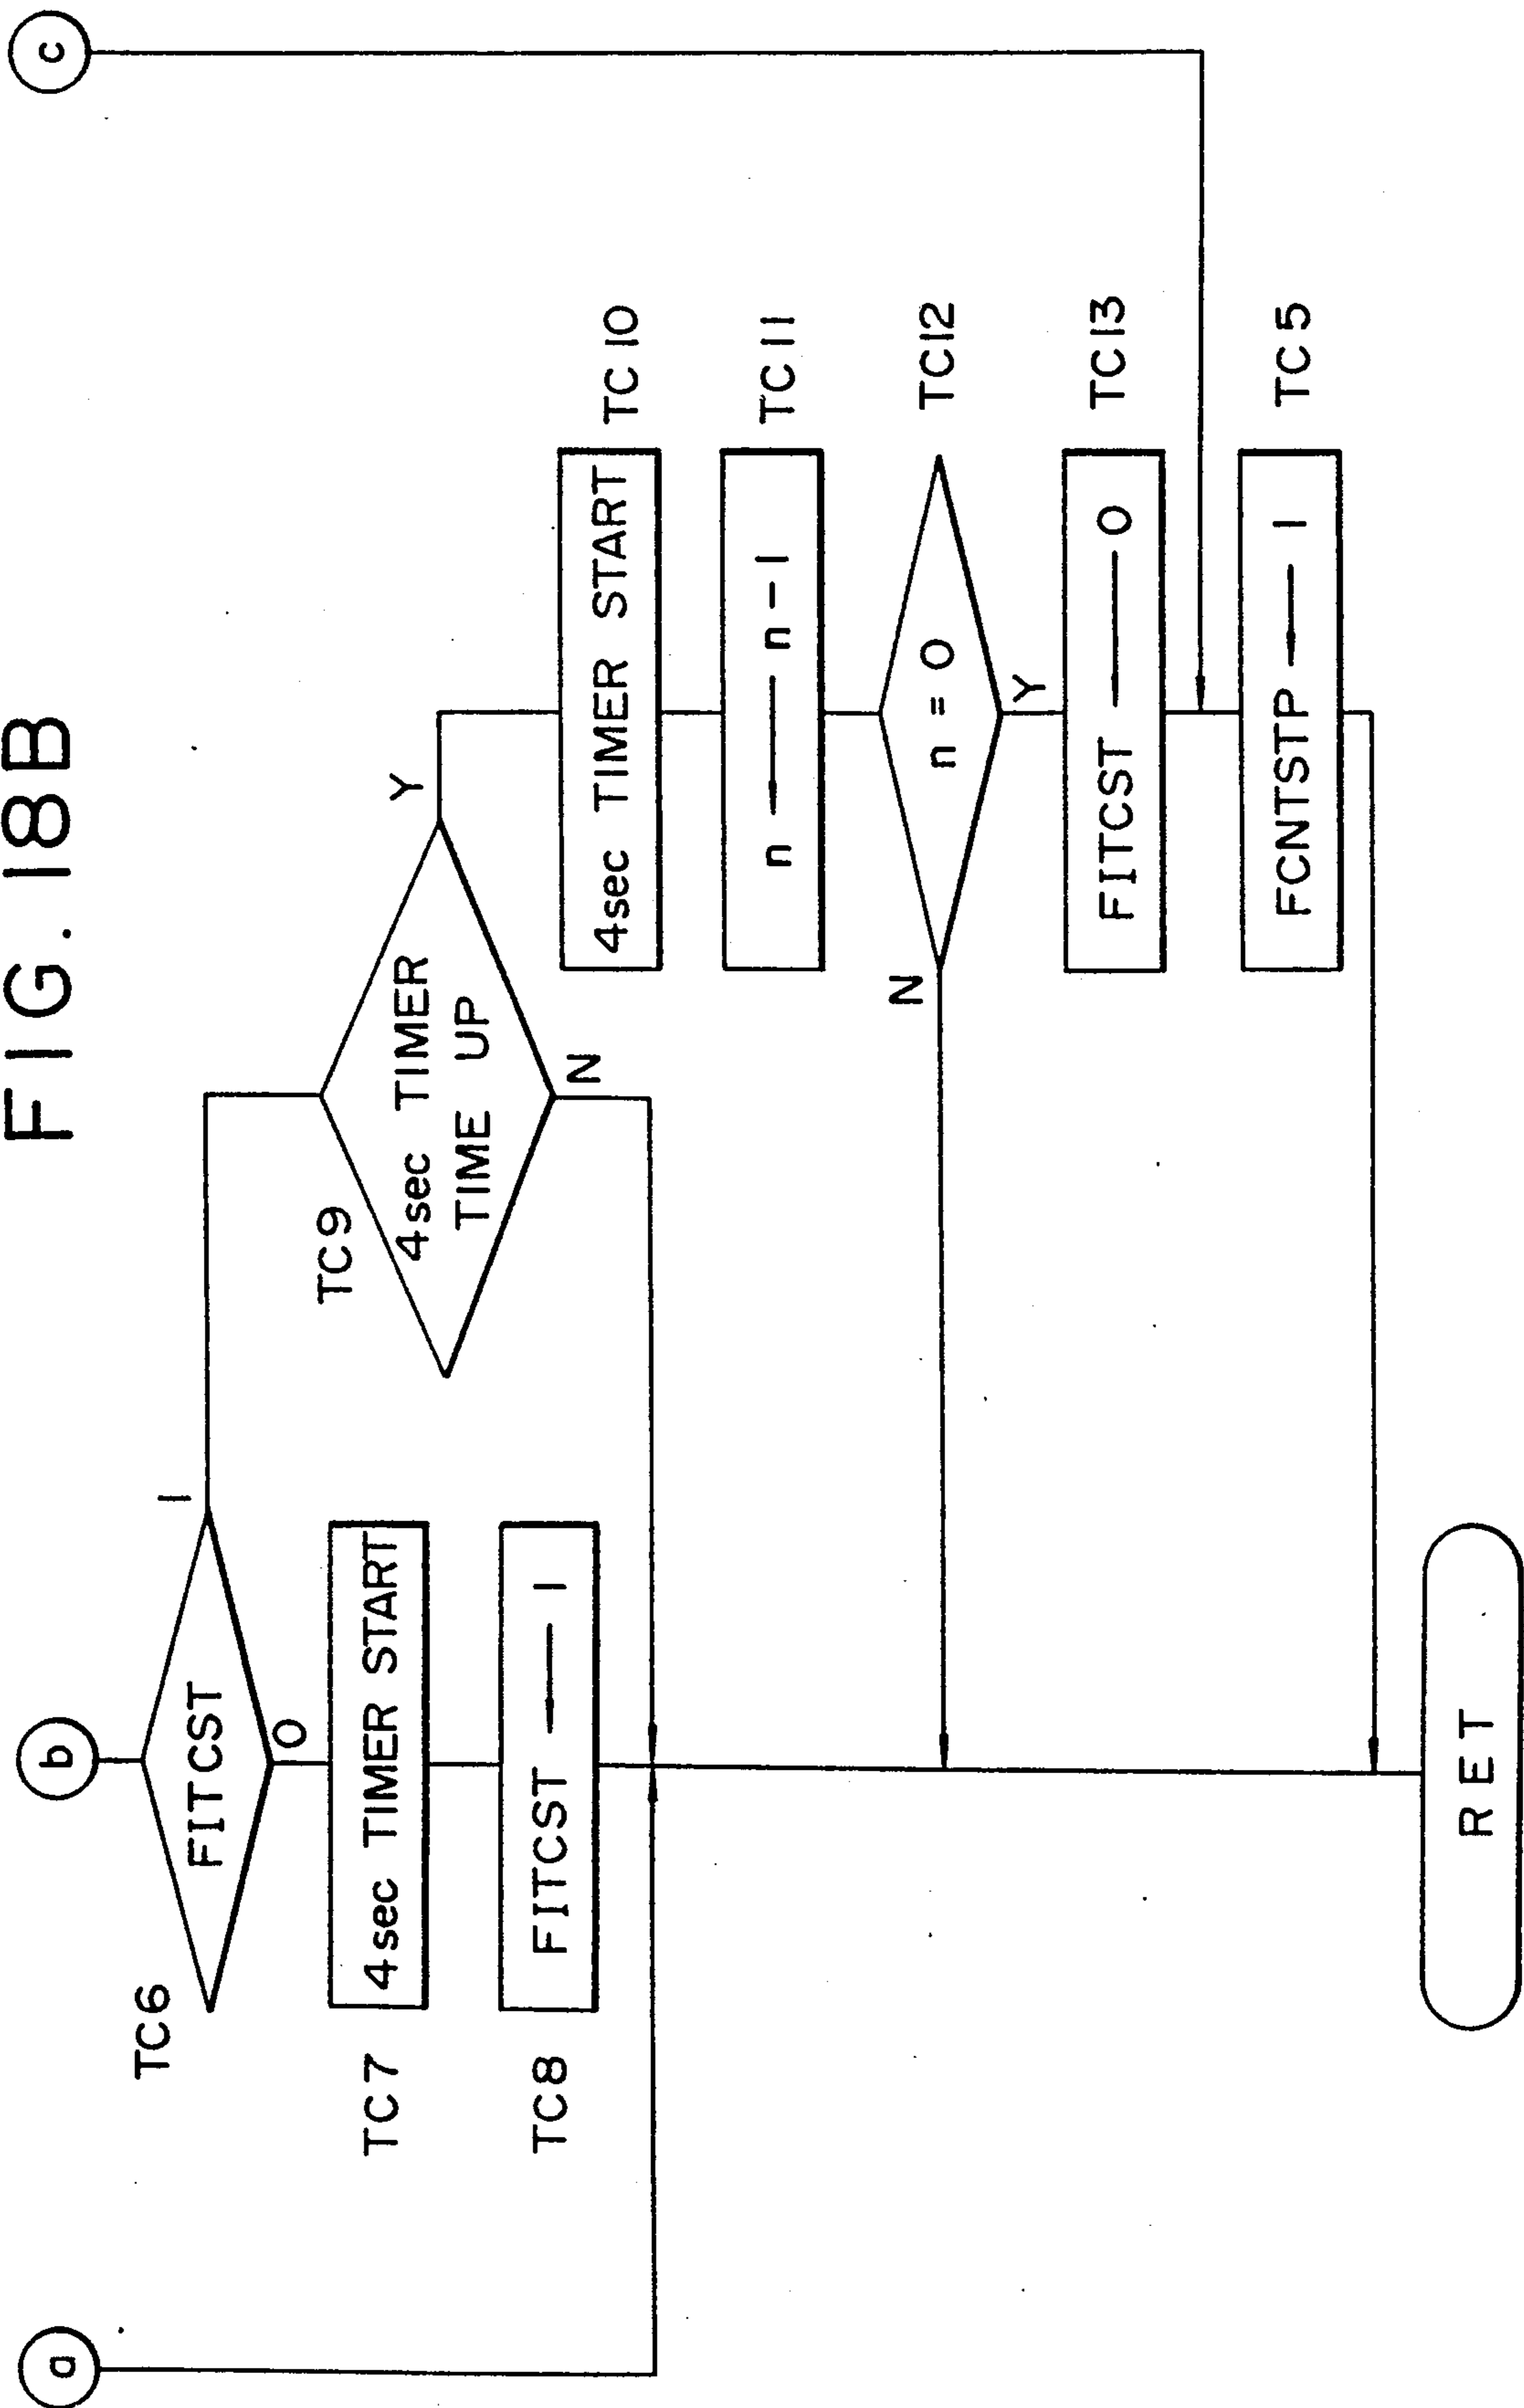 FIG. 18B
a
b
c
TC6
FITCST
1
0
TC7
4sec TIMER START
TC8
FITCST ← 1
TC9
4sec TIMER
TIME UP
Y
N
4sec TIMER START
TC10
n ← n - 1
TC11
n = 0
TC12
N
Y
FITCST ← 0
TC13
FCNTSTP ← 1
TC5
RET